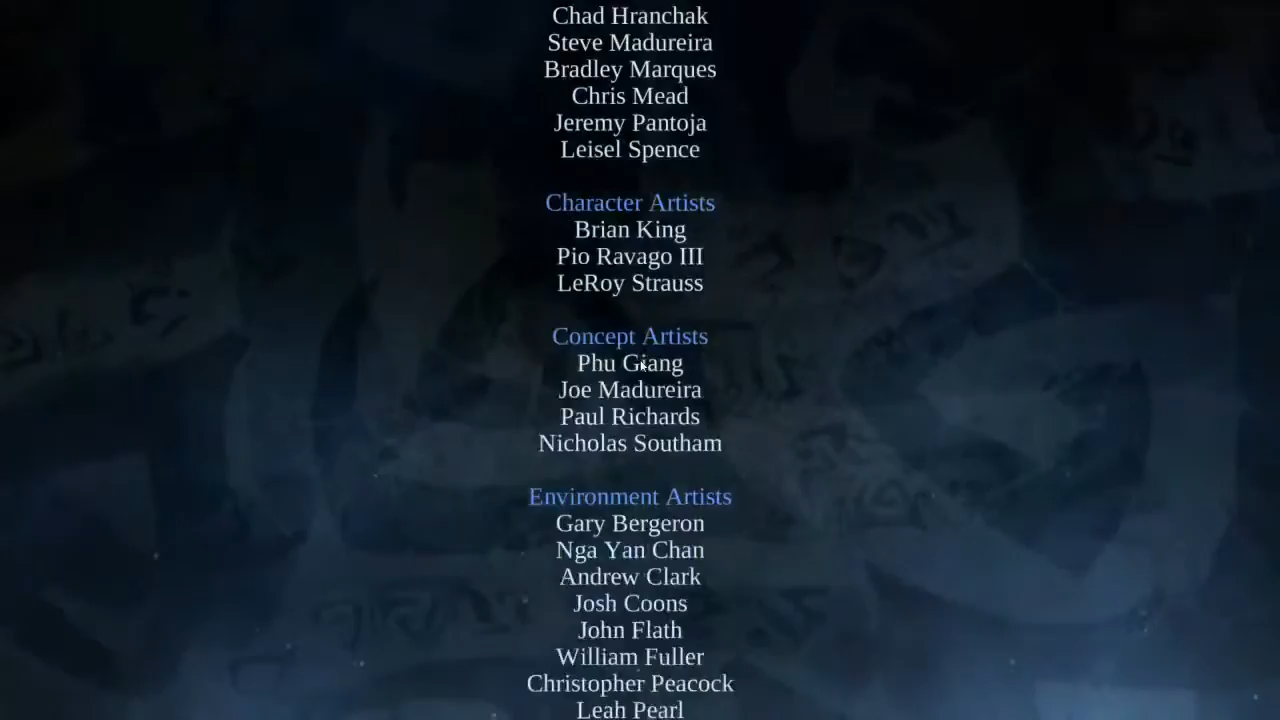 Chad Hranchak
Steve Madureira
Bradley Marques
Chris Mead
Jeremy Pantoja
Leisel Spence
Character Artists
Brian King
Pio Ravago III
LeRoy Strauss
Concept Artists
Phu Giang
Joe Madureira
Paul Richards
Nicholas Southam
Environment Artists
Gary Bergeron
Nga Yan Chan
Andrew Clark
Josh Coons
John Flath
William Fuller
Christopher Peacock
Leah Pearl